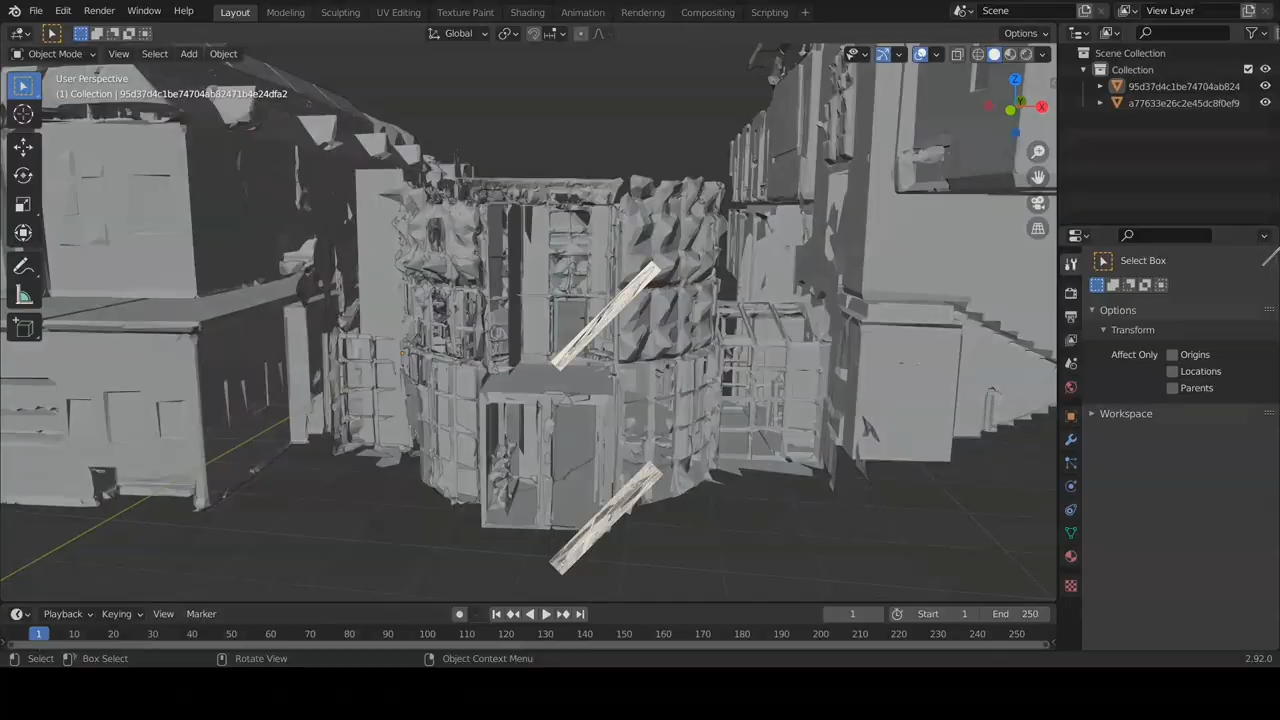 File Edit Render Window Help Layout Modeling Sculpting UV Editing Texture Paint Shading Animation Rendering Compositing Scripting + Scene View Layer
Global Options
Object Mode View Select Add Object
User Perspective
(1) Collection | 95d37d4c1be74704ab82471b4e24dfa2
Z
Y
X
Scene Collection
Collection
95d37d4c1be74704ab824
a77633e26c2e45dc8f0ef9
Select Box
Options
Transform
Affect Only Origins
Locations
Parents
Workspace
Playback Keying View Marker 1 Start 1 End 250
1 10 20 30 40 50 60 70 80 90 100 110 120 130 140 150 160 170 180 190 200 210 220 230 240 250
Select Box Select Rotate View Object Context Menu 2.92.0